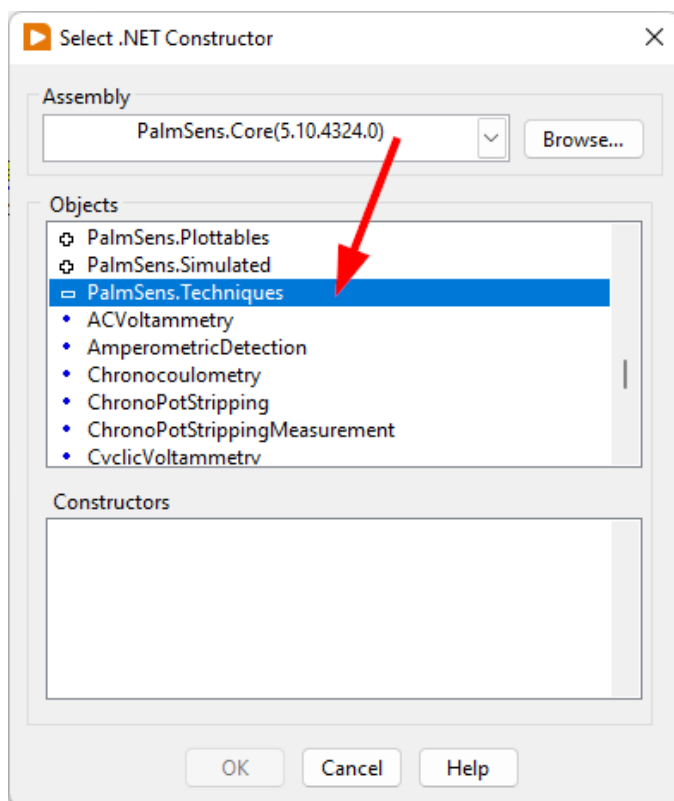 Select .NET Constructor
Assembly
PalmSens.Core(5.10.4324.0)
Browse...
Objects
PalmSens.Plottables
PalmSens.Simulated
PalmSens.Techniques
ACVoltammetry
AmperometricDetection
Chronocoulometry
ChronoPotStripping
ChronoPotStrippingMeasurement
CyclicVoltammetry
Constructors
OK
Cancel
Help